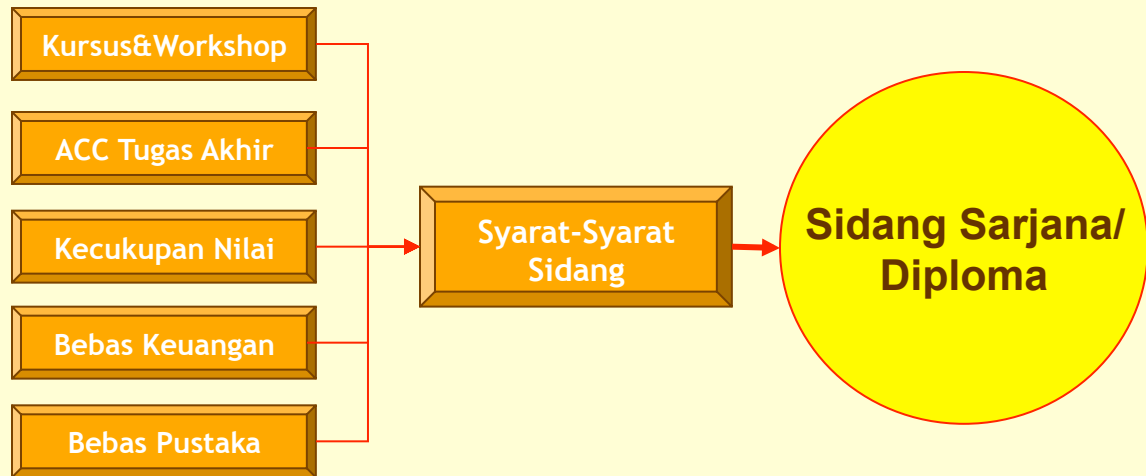 Kursus&Workshop
ACC Tugas Akhir
Kecukupan Nilai
Bebas Keuangan
Bebas Pustaka
Syarat-Syarat
Sidang
Sidang Sarjana/
Diploma